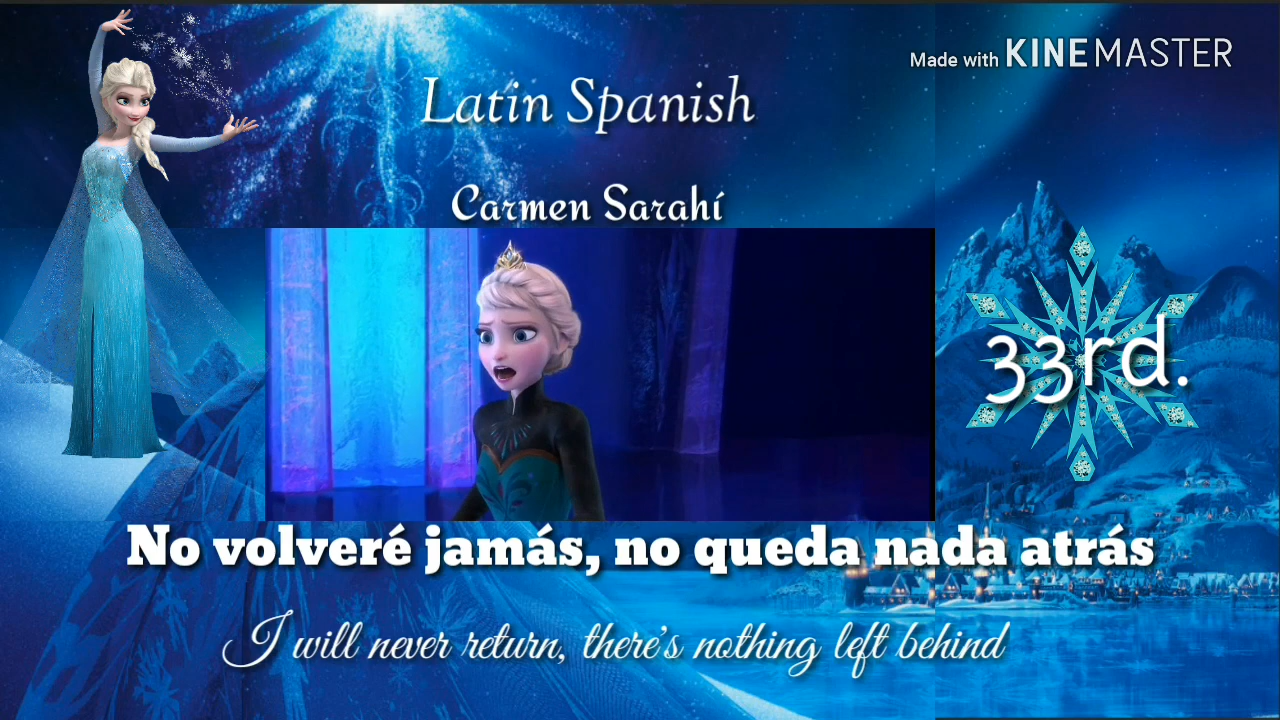 Made with KINEMASTER
Latin Spanish
Carmen Sarahí
33rd.
No volveré jamás, no queda nada atrás
I will never return, there's nothing left behind